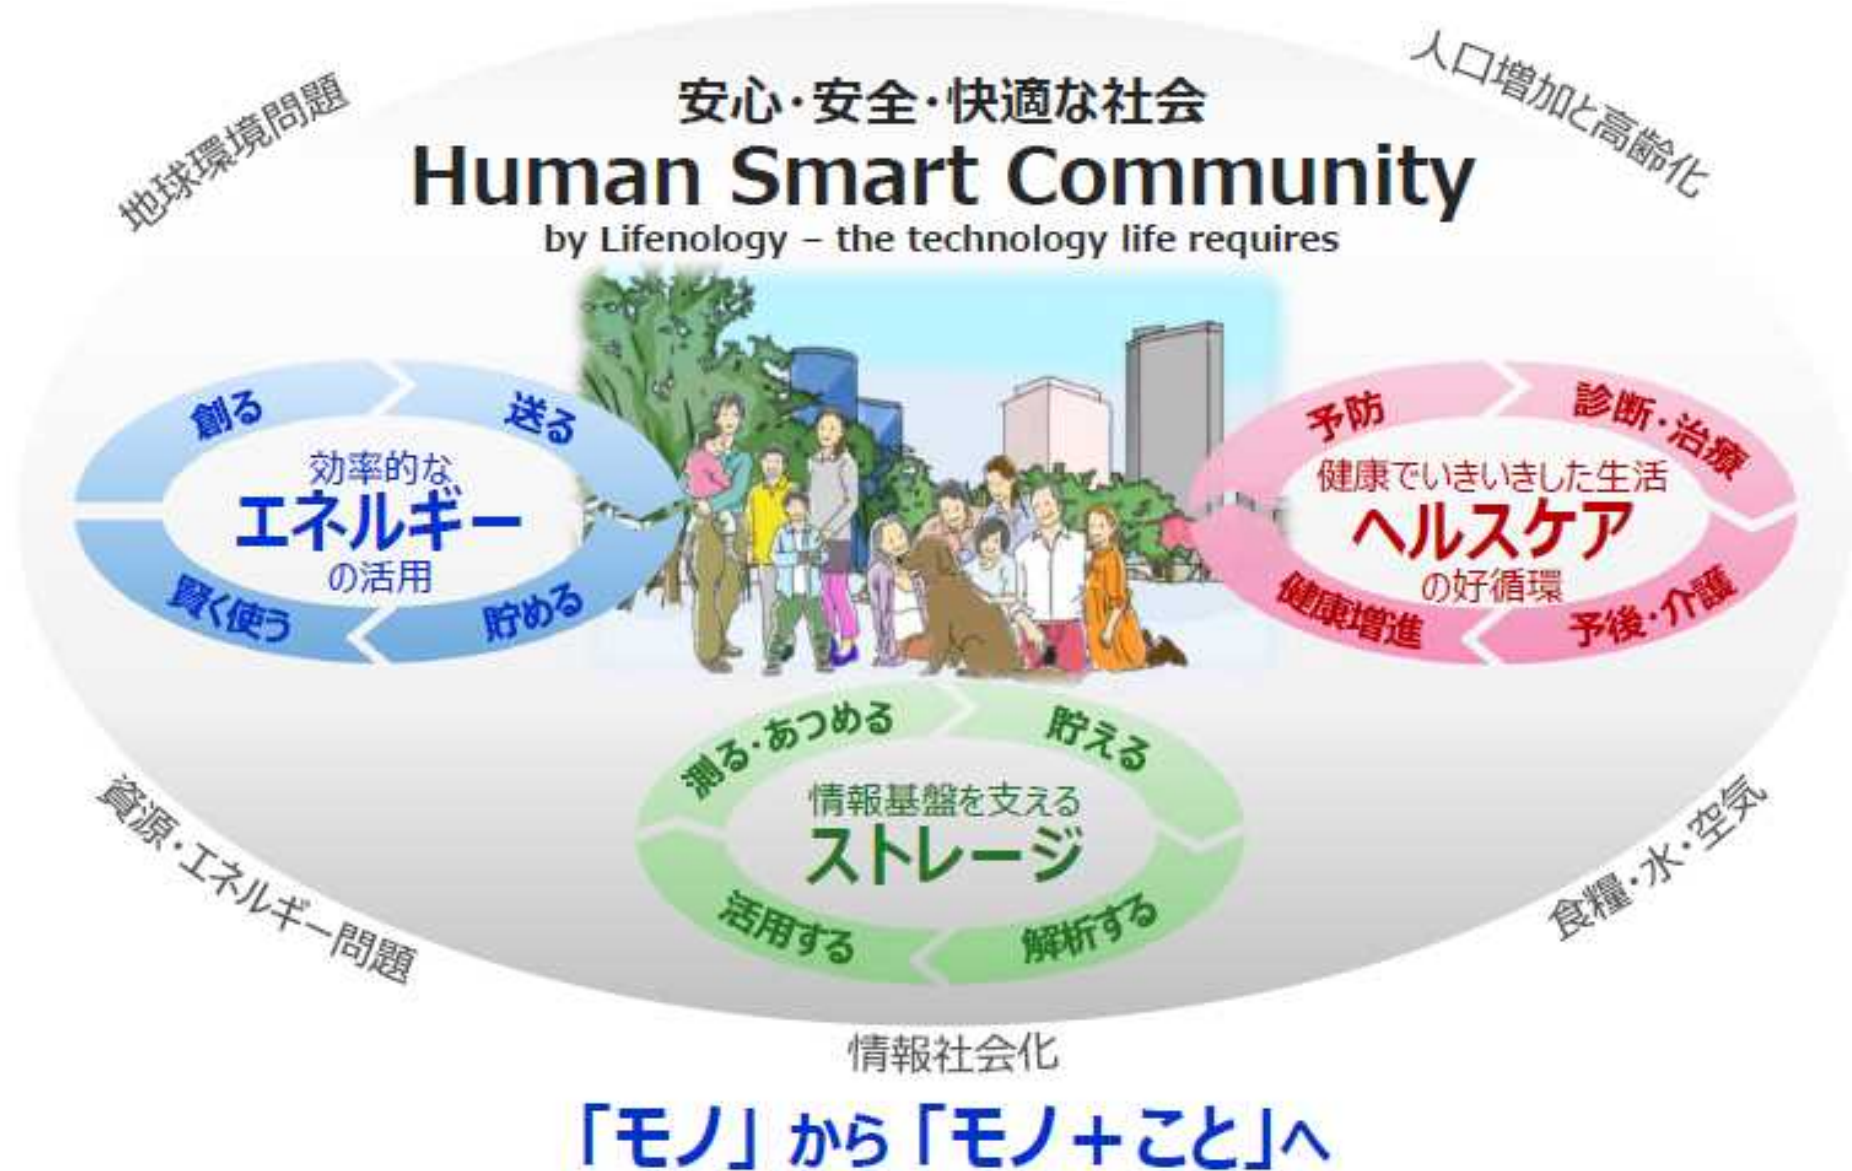 地球環境問題
人口増加と高齢化
安心・安全・快適な社会
Human Smart Community
by Lifenology – the technology life requires
創る
送る
効率的な
エネルギー
の活用
賢く使う
貯める
予防
診断・治療
健康でいきいきした生活
ヘルスケア
の好循環
健康増進
予後・介護
測る・あつめる
貯える
情報基盤を支える
ストレージ
活用する
解析する
資源・エネルギー問題
食糧・水・空気
情報社会化
「モノ」から「モノ＋こと」へ